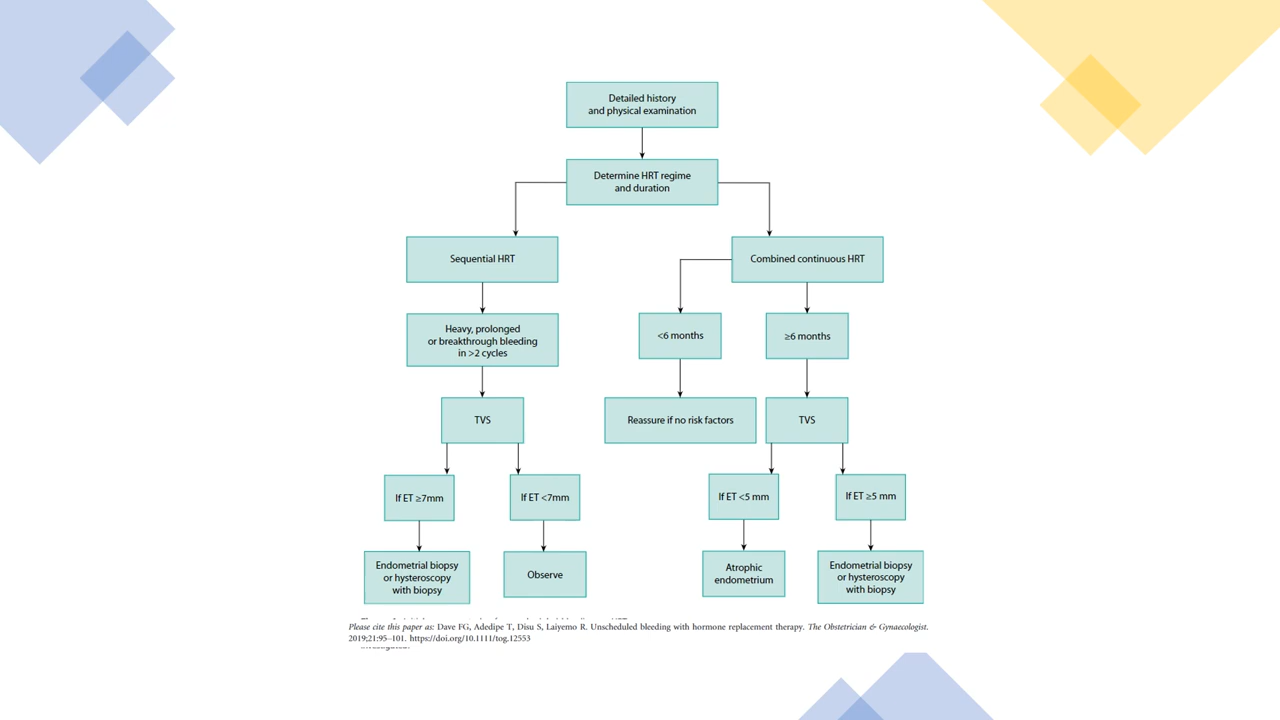 Detailed history
and physical examination
Determine HRT regime
and duration
Sequential HRT
Combined continuous HRT
Heavy, prolonged
or breakthrough bleeding
in >2 cycles
<6 months
≥6 months
TVS
Reassure if no risk factors
TVS
If ET ≥7mm
If ET <7mm
If ET <5 mm
If ET ≥5 mm
Endometrial biopsy
or hysteroscopy
with biopsy
Observe
Atrophic
endometrium
Endometrial biopsy
or hysteroscopy
with biopsy
Please cite this paper as: Dave FG, Adedipe T, Disu S, Laiyemo R. Unscheduled bleeding with hormone replacement therapy. The Obstetrician & Gynaecologist.
2019;21:95–101. https://doi.org/10.1111/tog.12553